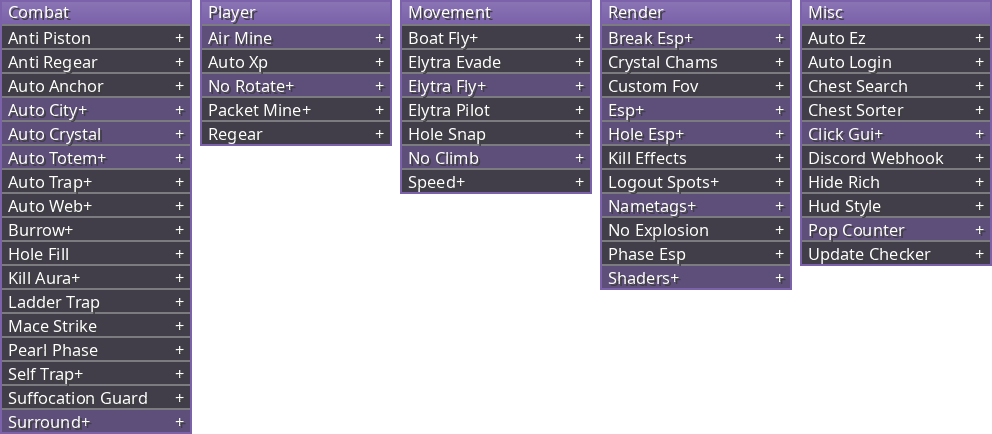 Combat
Anti Piston +
Anti Regear +
Auto Anchor +
Auto City+ +
Auto Crystal +
Auto Totem+ +
Auto Trap+ +
Auto Web+ +
Burrow+ +
Hole Fill +
Kill Aura+ +
Ladder Trap +
Mace Strike +
Pearl Phase +
Self Trap+ +
Suffocation Guard +
Surround+ +
Player
Air Mine +
Auto Xp +
No Rotate+ +
Packet Mine+ +
Regear +
Movement
Boat Fly+ +
Elytra Evade +
Elytra Fly+ +
Elytra Pilot +
Hole Snap +
No Climb +
Speed+ +
Render
Break Esp+ +
Crystal Chams +
Custom Fov +
Esp+ +
Hole Esp+ +
Kill Effects +
Logout Spots+ +
Nametags+ +
No Explosion +
Phase Esp +
Shaders+ +
Misc
Auto Ez +
Auto Login +
Chest Search +
Chest Sorter +
Click Gui+ +
Discord Webhook +
Hide Rich +
Hud Style +
Pop Counter +
Update Checker +